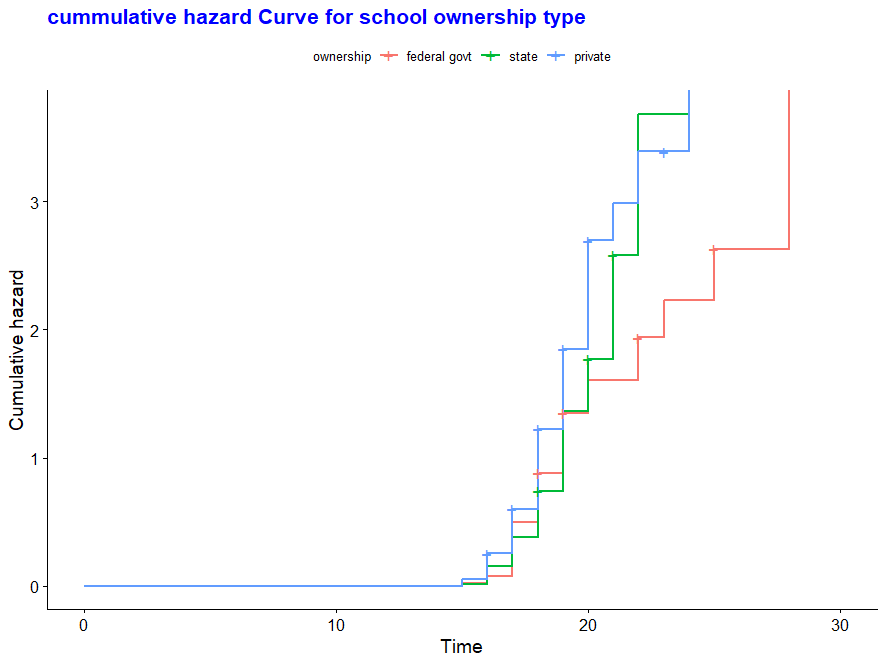 cummulative hazard Curve for school ownership type
ownership federal govt state private
3
2
1
0
Cumulative hazard
0 10 20 30
Time